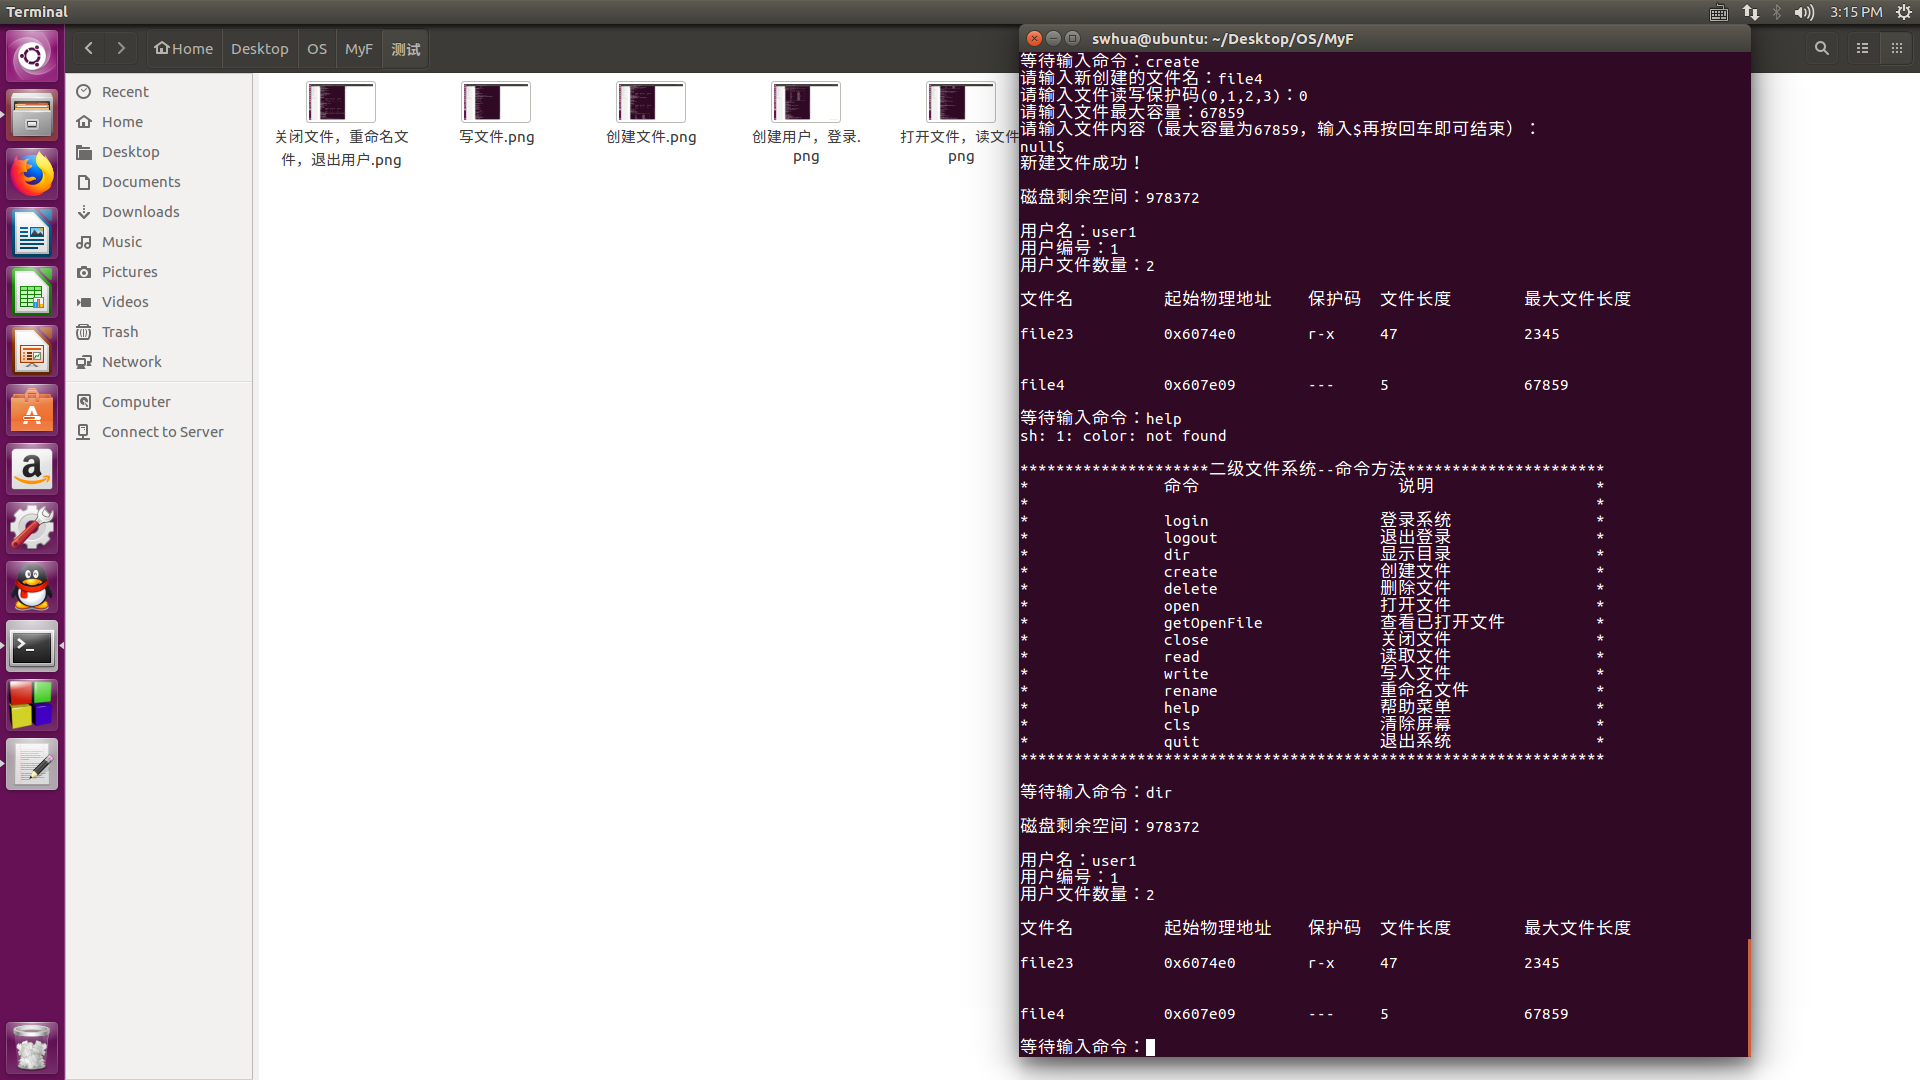 Terminal
3:15 PM
Home
Desktop
OS
MyF
测试
Recent
Home
Desktop
Documents
Downloads
Music
Pictures
Videos
Trash
Network
Computer
Connect to Server
关闭文件，重命名文
件，退出用户.png
写文件.png
创建文件.png
创建用户，登录.
png
打开文件，读文件
png
swhua@ubuntu: ~/Desktop/OS/MyF
等待输入命令：create
请输入新创建的文件名：file4
请输入文件读写保护码(0,1,2,3)：0
请输入文件最大容量：67859
请输入文件内容（最大容量为67859，输入$再按回车即可结束）：
null$
新建文件成功！
磁盘剩余空间：978372
用户名：user1
用户编号：1
用户文件数量：2
文件名 起始物理地址 保护码 文件长度 最大文件长度
file23 0x6074e0 r-x 47 2345
file4 0x607e09 --- 5 67859
等待输入命令：help
sh: 1: color: not found
*********************二级文件系统--命令方法**********************
* 命令 说明 *
* *
* login 登录系统 *
* logout 退出登录 *
* dir 显示目录 *
* create 创建文件 *
* delete 删除文件 *
* open 打开文件 *
* getOpenFile 查看已打开文件 *
* close 关闭文件 *
* read 读取文件 *
* write 写入文件 *
* rename 重命名文件 *
* help 帮助菜单 *
* cls 清除屏幕 *
* quit 退出系统 *
*****************************************************************
等待输入命令：dir
磁盘剩余空间：978372
用户名：user1
用户编号：1
用户文件数量：2
文件名 起始物理地址 保护码 文件长度 最大文件长度
file23 0x6074e0 r-x 47 2345
file4 0x607e09 --- 5 67859
等待输入命令：